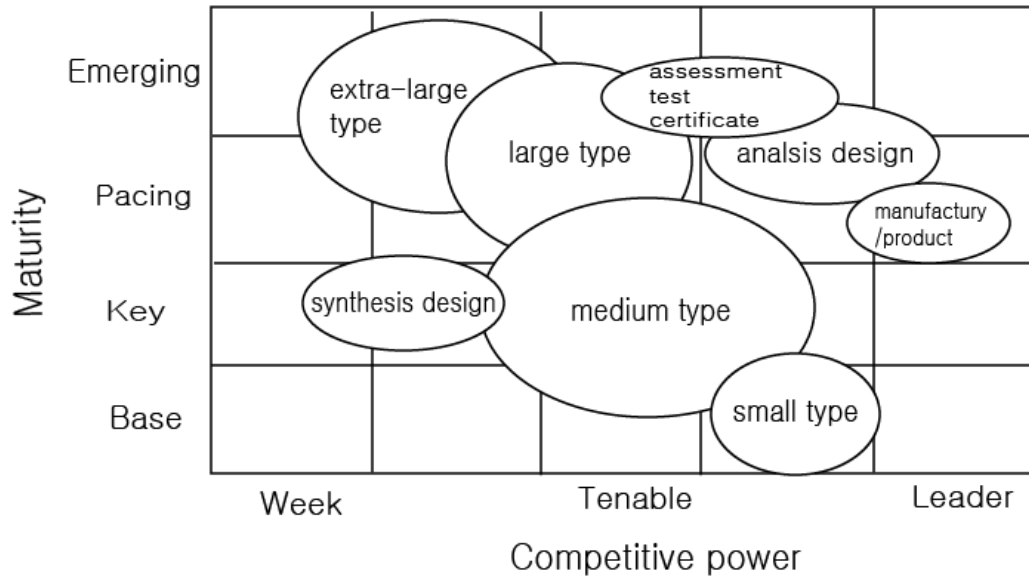 Emerging
extra-large
type
assessment
test
certificate
large type
analsis design
Pacing
manufactury
/product
Maturity
Key
synthesis design
medium type
Base
small type
Week
Tenable
Leader
Competitive power